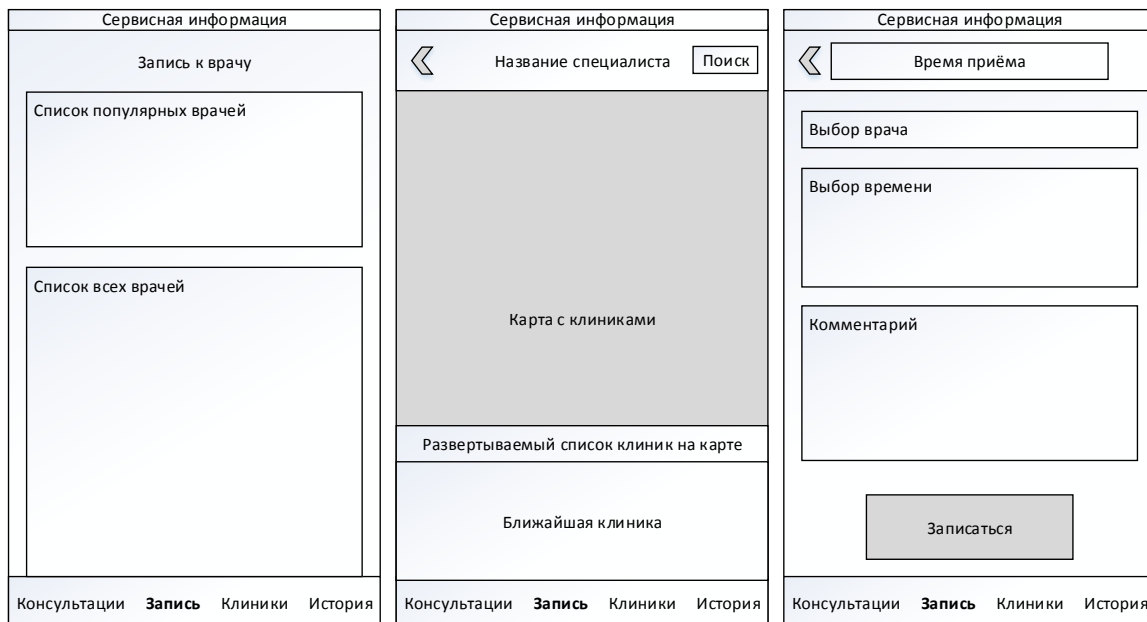 Сервисная информация
Запись к врачу
Список популярных врачей
Список всех врачей
Консультации Запись Клиники История
Сервисная информация
Название специалиста Поиск
Карта с клиниками
Развертываемый список клиник на карте
Ближайшая клиника
Консультации Запись Клиники История
Сервисная информация
Время приёма
Выбор врача
Выбор времени
Комментарий
Записаться
Консультации Запись Клиники История